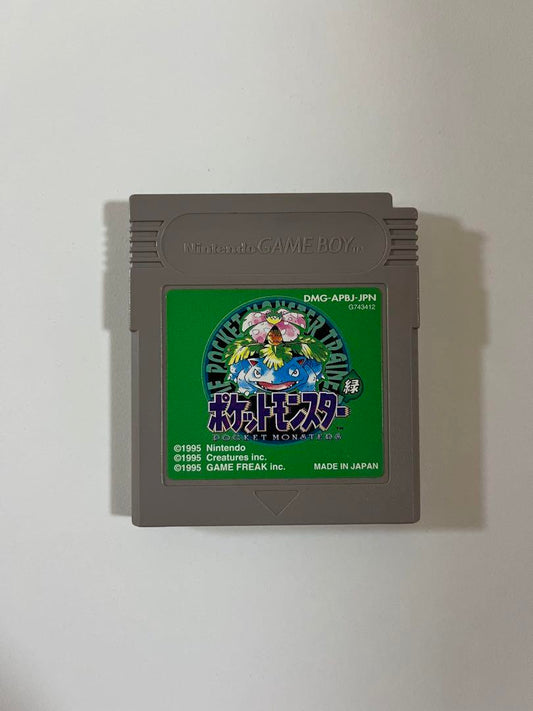 Nintendo GAME BOY TM
DMG-APBJ-JPN
G743412
POCKET MONSTER TRAINER
緑
ポケットモンスター
POCKET MONSTERS
©1995 Nintendo
©1995 Creatures inc.
©1995 GAME FREAK inc.
MADE IN JAPAN